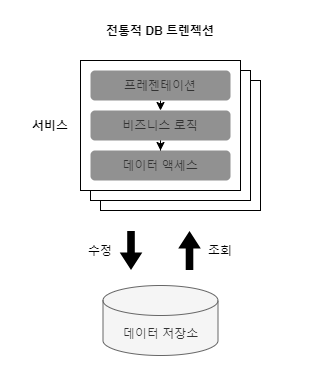 전통적 DB 트렌젝션
프레젠테이션
서비스
비즈니스 로직
데이터 액세스
수정
조회
데이터 저장소